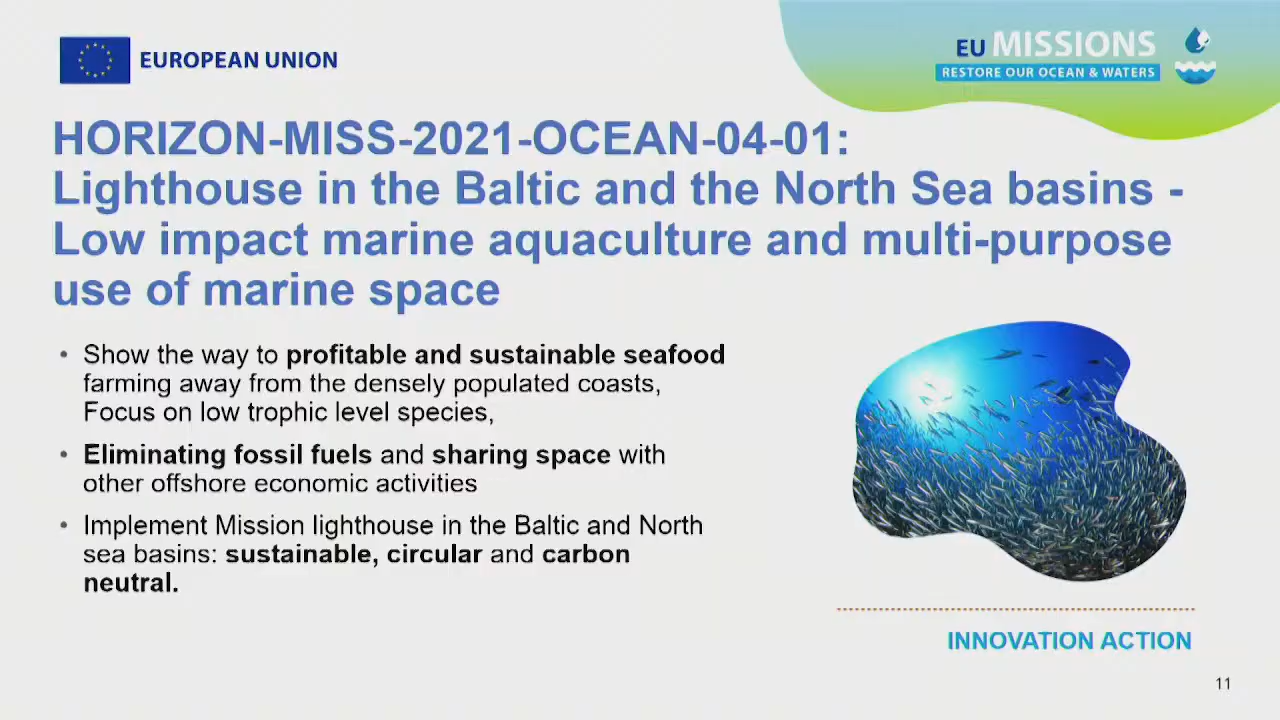 EUROPEAN UNION
EU MISSIONS
RESTORE OUR OCEAN & WATERS
HORIZON-MISS-2021-OCEAN-04-01:
Lighthouse in the Baltic and the North Sea basins -
Low impact marine aquaculture and multi-purpose
use of marine space
• Show the way to profitable and sustainable seafood
farming away from the densely populated coasts,
Focus on low trophic level species,
• Eliminating fossil fuels and sharing space with
other offshore economic activities
• Implement Mission lighthouse in the Baltic and North
sea basins: sustainable, circular and carbon
neutral.
INNOVATION ACTION
11